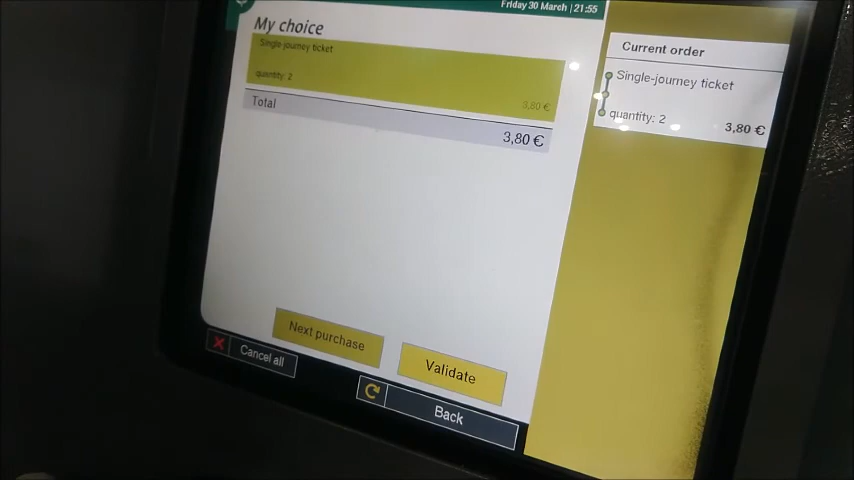 Friday 30 March | 21:55
My choice
Single journey ticket
quantity: 2
3,80 €
Total
3,80 €
Next purchase
Validate
Cancel all
Back
Current order
Single-journey ticket
quantity: 2
3,80 €